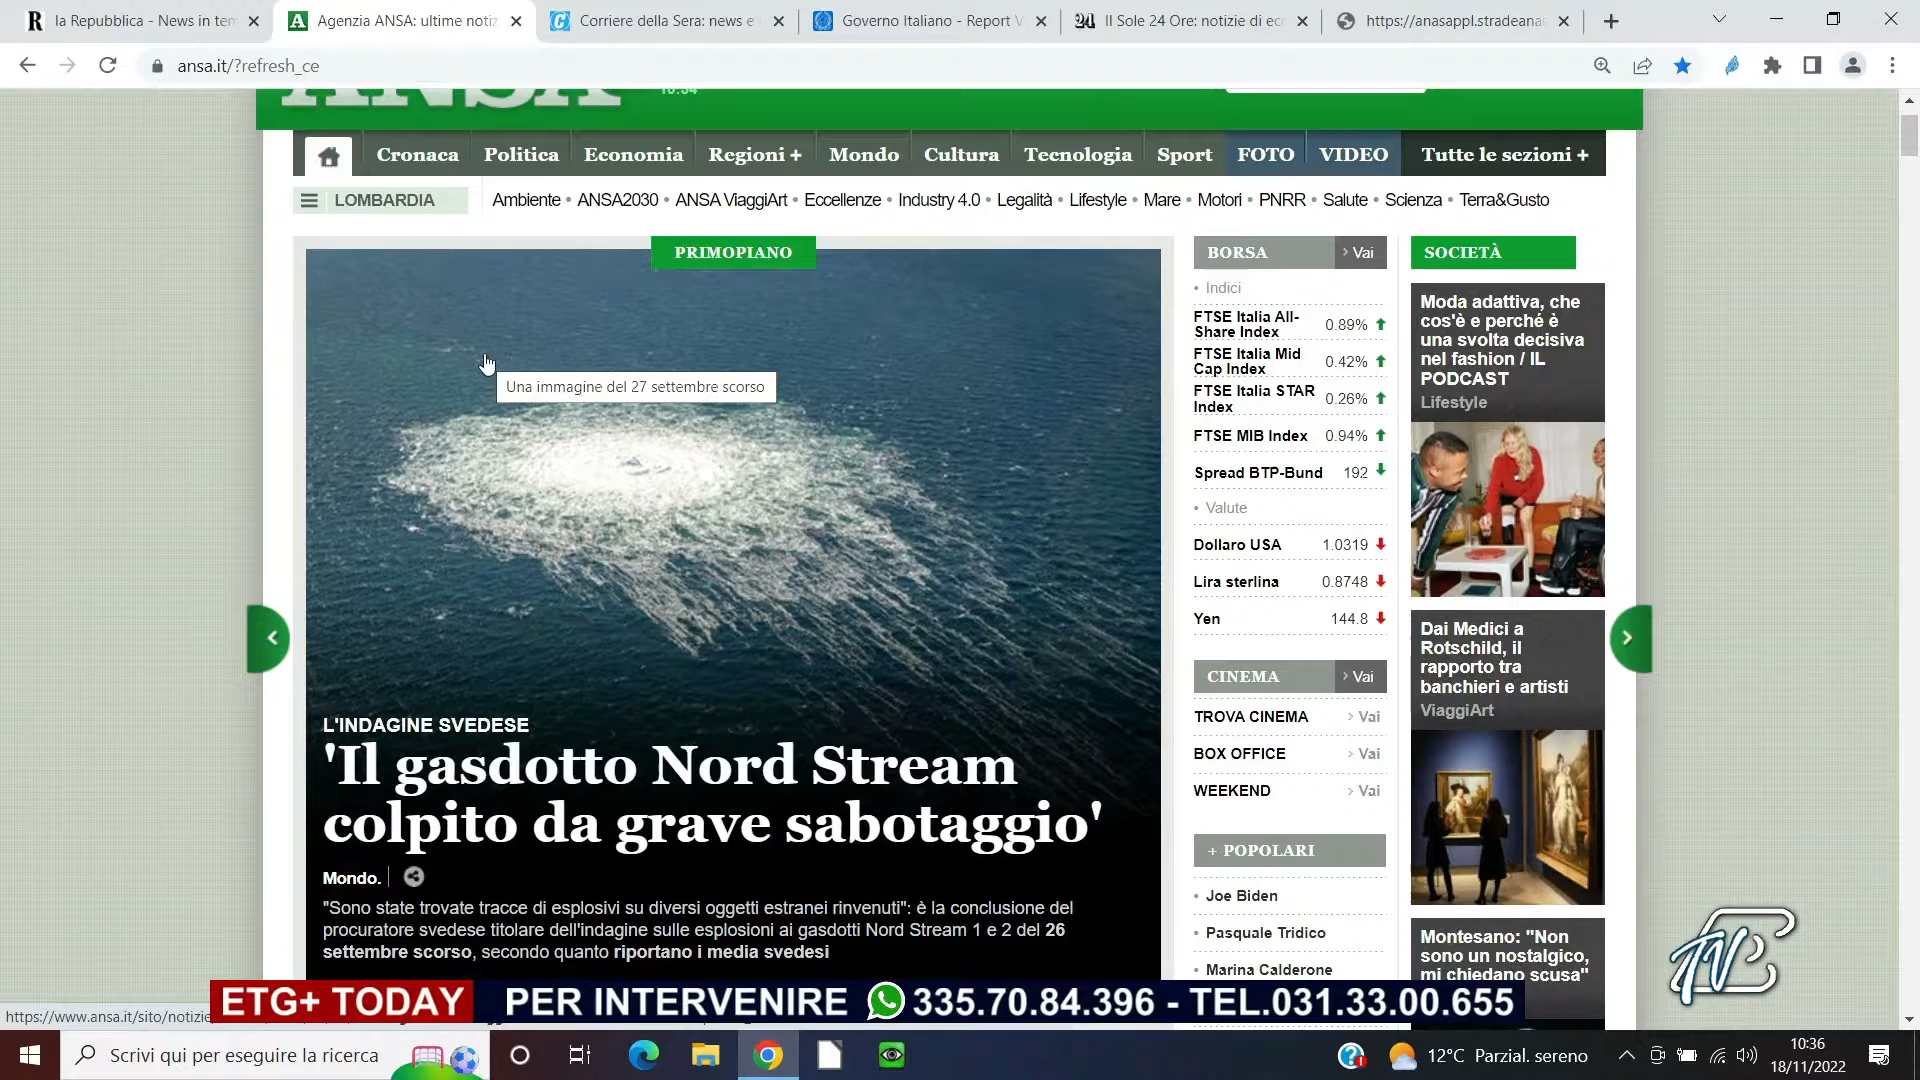 la Repubblica - News in tem
Agenzia ANSA: ultime notiz
Corriere della Sera: news e
Governo Italiano - Report V
Il Sole 24 Ore: notizie di ec
https://anasappl.stradeanas
ansa.it/?refresh_ce
ANSA
Cronaca Politica Economia Regioni + Mondo Cultura Tecnologia Sport FOTO VIDEO Tutte le sezioni +
LOMBARDIA
Ambiente • ANSA2030 • ANSA ViaggiArt • Eccellenze • Industry 4.0 • Legalità • Lifestyle • Mare • Motori • PNRR • Salute • Scienza • Terra&Gusto
PRIMOPIANO
Una immagine del 27 settembre scorso
L'INDAGINE SVEDESE
'Il gasdotto Nord Stream
colpito da grave sabotaggio'
Mondo.
"Sono state trovate tracce di esplosivi su diversi oggetti estranei rinvenuti": è la conclusione del
procuratore svedese titolare dell'indagine sulle esplosioni ai gasdotti Nord Stream 1 e 2 del 26
settembre scorso, secondo quanto riportano i media svedesi
BORSA
› Vai
• Indici
FTSE Italia All-
Share Index 0.89%
FTSE Italia Mid
Cap Index 0.42%
FTSE Italia STAR
Index 0.26%
FTSE MIB Index 0.94%
Spread BTP-Bund 192
• Valute
Dollaro USA 1.0319
Lira sterlina 0.8748
Yen 144.8
CINEMA
› Vai
TROVA CINEMA › Vai
BOX OFFICE › Vai
WEEKEND › Vai
+ POPOLARI
• Joe Biden
• Pasquale Tridico
• Marina Calderone
SOCIETÀ
Moda adattiva, che
cos'è e perché è
una svolta decisiva
nel fashion / IL
PODCAST
Lifestyle
Dai Medici a
Rotschild, il
rapporto tra
banchieri e artisti
ViaggiArt
Montesano: "Non
sono un nostalgico,
mi chiedano scusa"
ETG+ TODAY
PER INTERVENIRE 335.70.84.396 - TEL.031.33.00.655
https://www.ansa.it/sito/notizie
Scrivi qui per eseguire la ricerca
12°C Parzial. sereno
10:36
18/11/2022